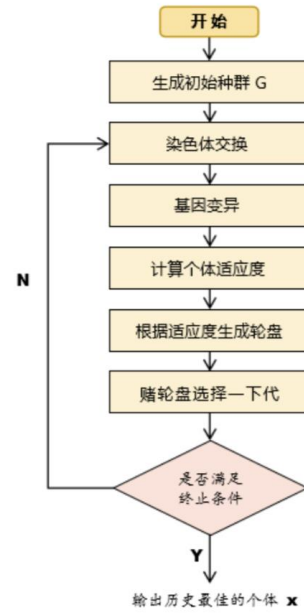 开始
生成初始种群 G
染色体交换
基因变异
计算个体适应度
根据适应度生成轮盘
赌轮盘选择一下代
是否满足
终止条件
N
Y
输出历史最佳的个体 x